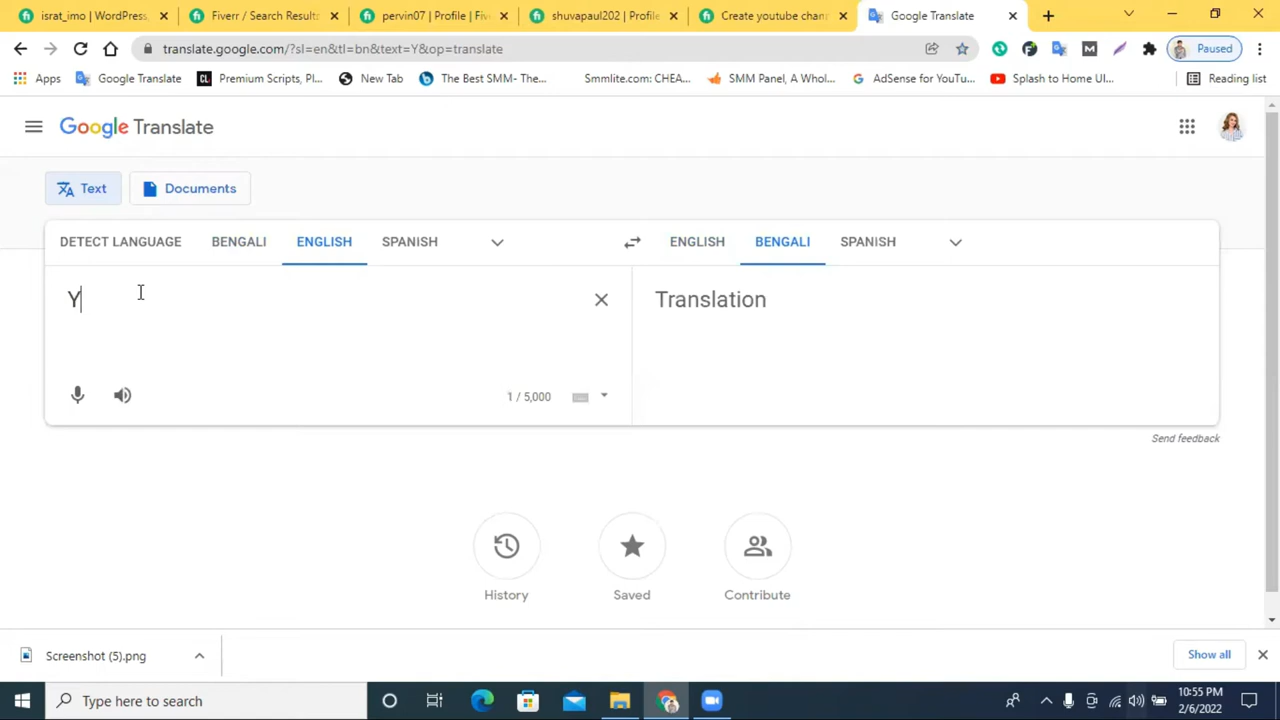 israt_imo | WordPress,
Fiverr / Search Results
pervin07 | Profile | Five
shuvapaul202 | Profile
Create youtube chan
Google Translate
translate.google.com/?sl=en&tl=bn&text=Y&op=translate
Paused
Apps
Google Translate
Premium Scripts, Pl...
New Tab
The Best SMM- The...
Smmlite.com: CHEA...
SMM Panel, A Whol...
AdSense for YouTu...
Splash to Home UI...
Reading list
Google Translate
Text
Documents
DETECT LANGUAGE
BENGALI
ENGLISH
SPANISH
ENGLISH
BENGALI
SPANISH
Y
Translation
1 / 5,000
Send feedback
History
Saved
Contribute
Screenshot (5).png
Show all
Type here to search
10:55 PM
2/6/2022